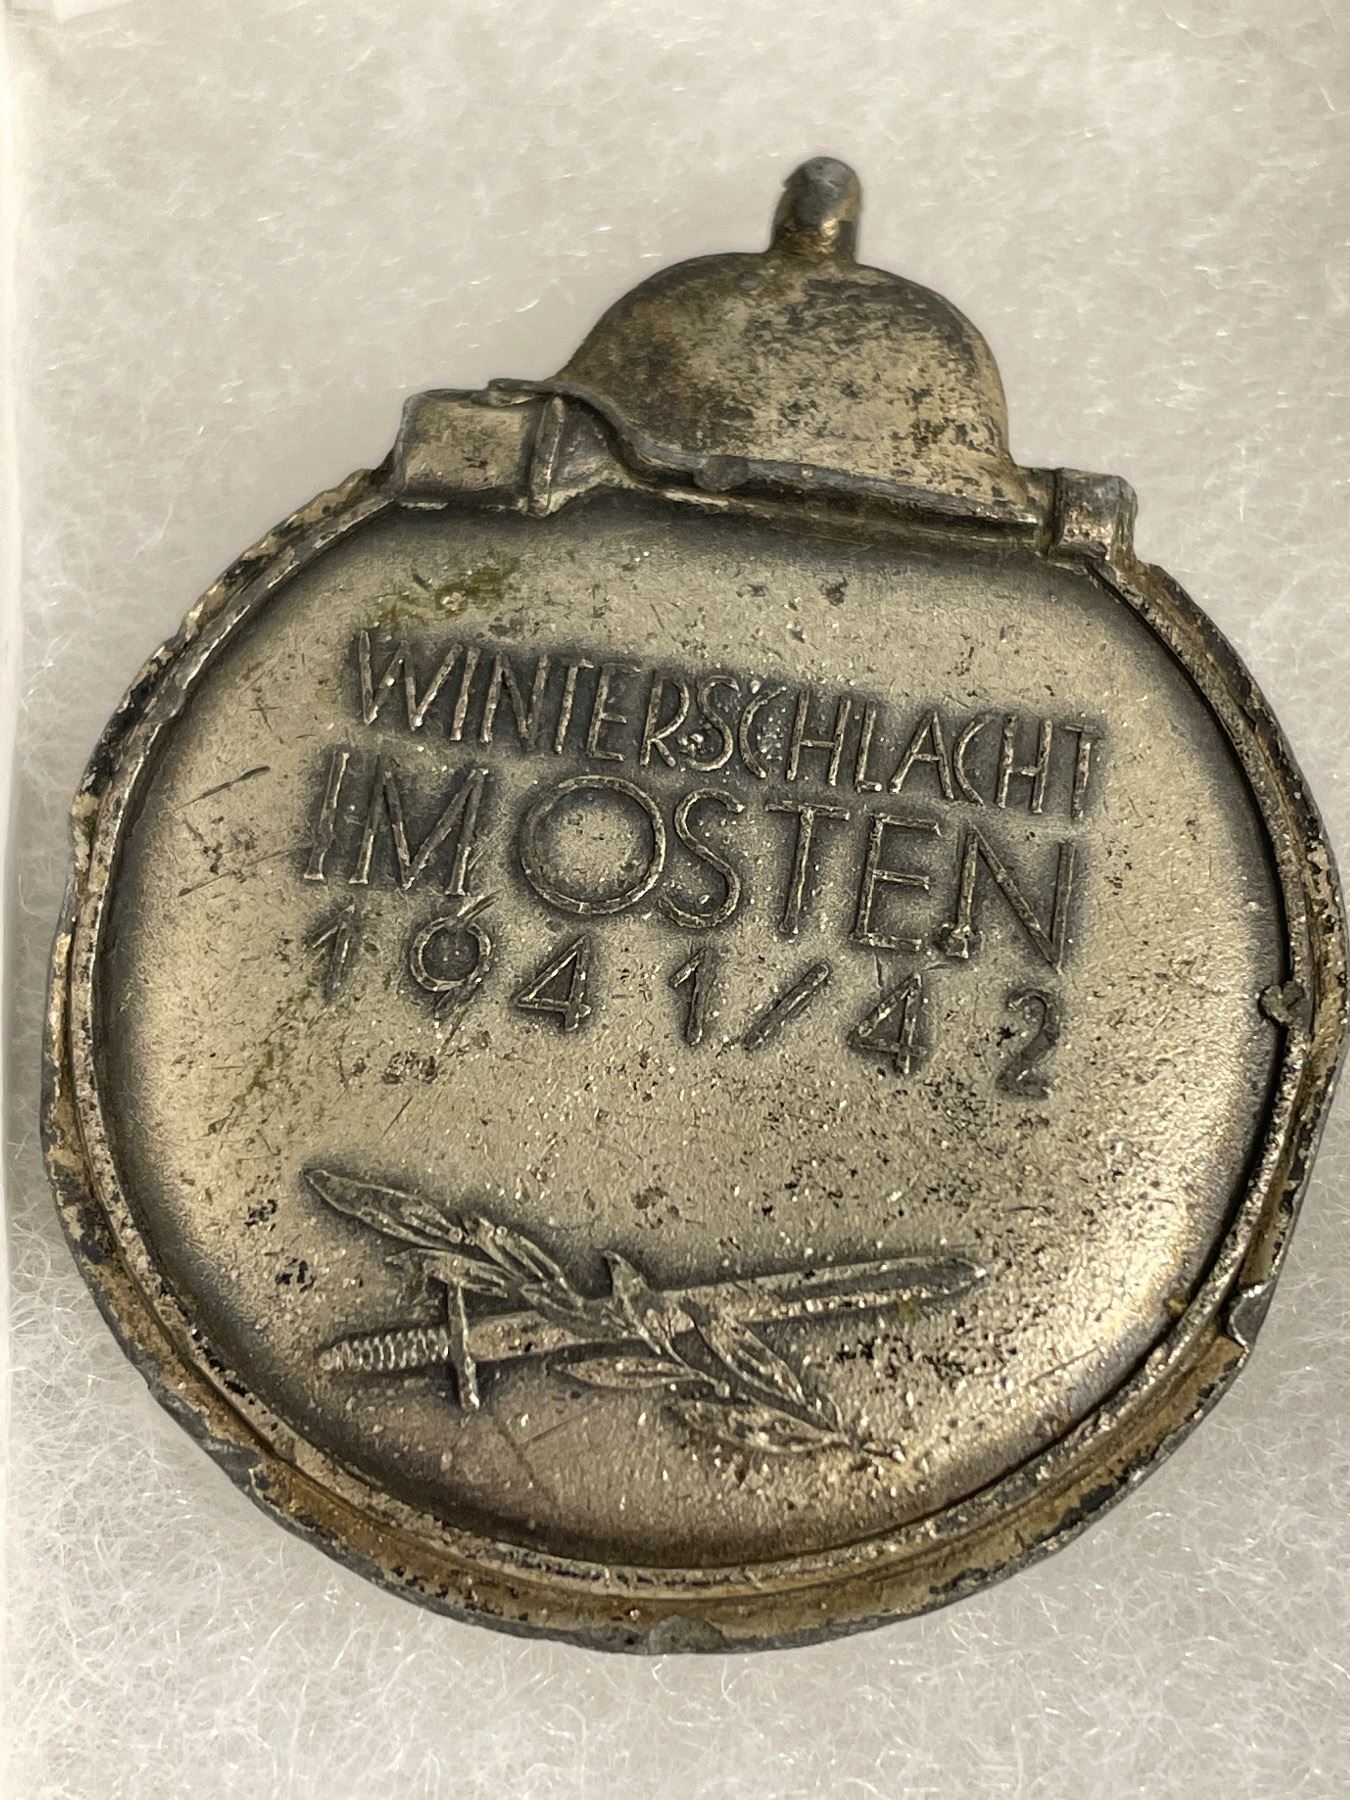 WINTERSCHLACHT
IM OSTEN
1941/42